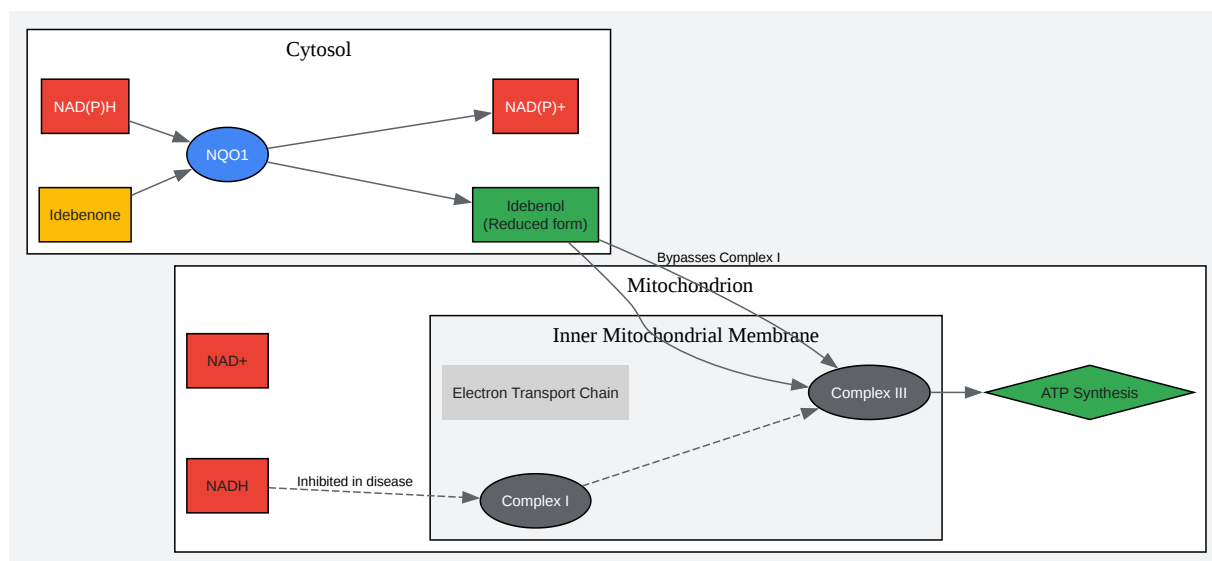 Cytosol
NAD(P)H
NAD(P)+
NQO1
Idebenone
Idebenol
(Reduced form)
Bypasses Complex I
Mitochondrion
Inner Mitochondrial Membrane
NAD+
Electron Transport Chain
Complex III
ATP Synthesis
NADH
Inhibited in disease
Complex I